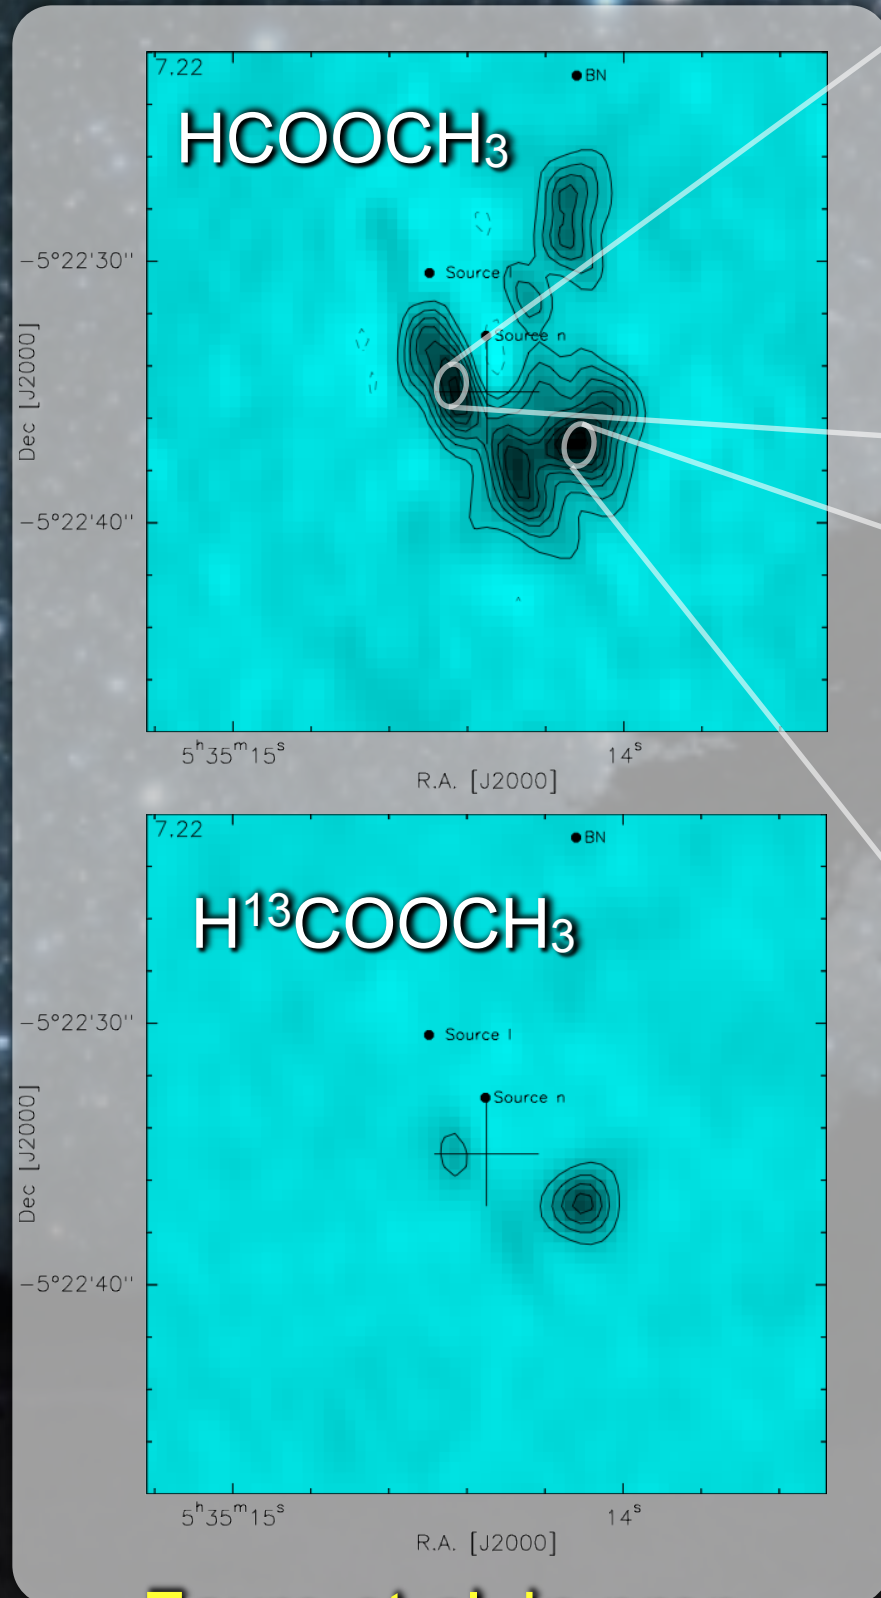 7.22
BN
HCOOCH3
-5°22'30"
Source I
Source n
Dec [J2000]
-5°22'40"
5h35m15s
14s
R.A. [J2000]
7.22
BN
H13COOCH3
-5°22'30"
Source I
Source n
Dec [J2000]
-5°22'40"
5h35m15s
14s
R.A. [J2000]